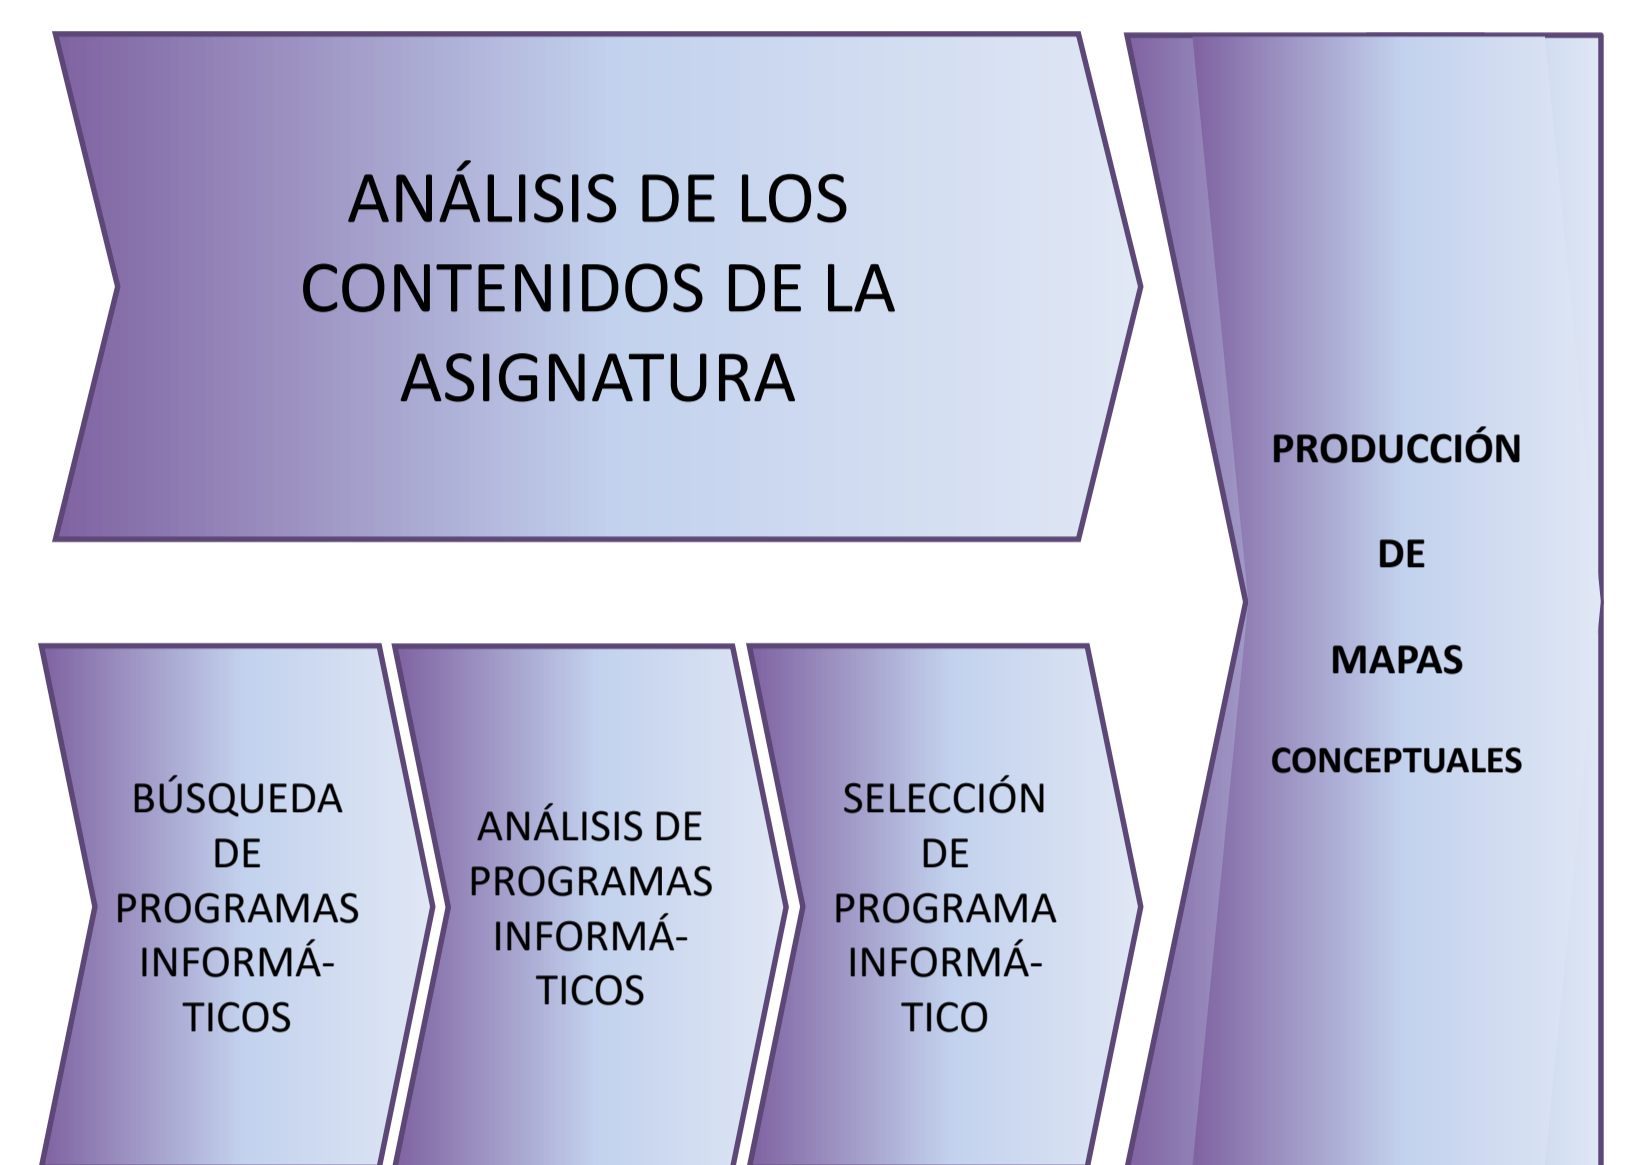 ANÁLISIS DE LOS
CONTENIDOS DE LA
ASIGNATURA
PRODUCCIÓN
DE
MAPAS
CONCEPTUALES
BÚSQUEDA
DE
PROGRAMAS
INFORMÁ-
TICOS
ANÁLISIS DE
PROGRAMAS
INFORMÁ-
TICOS
SELECCIÓN
DE
PROGRAMA
INFORMÁ-
TICO